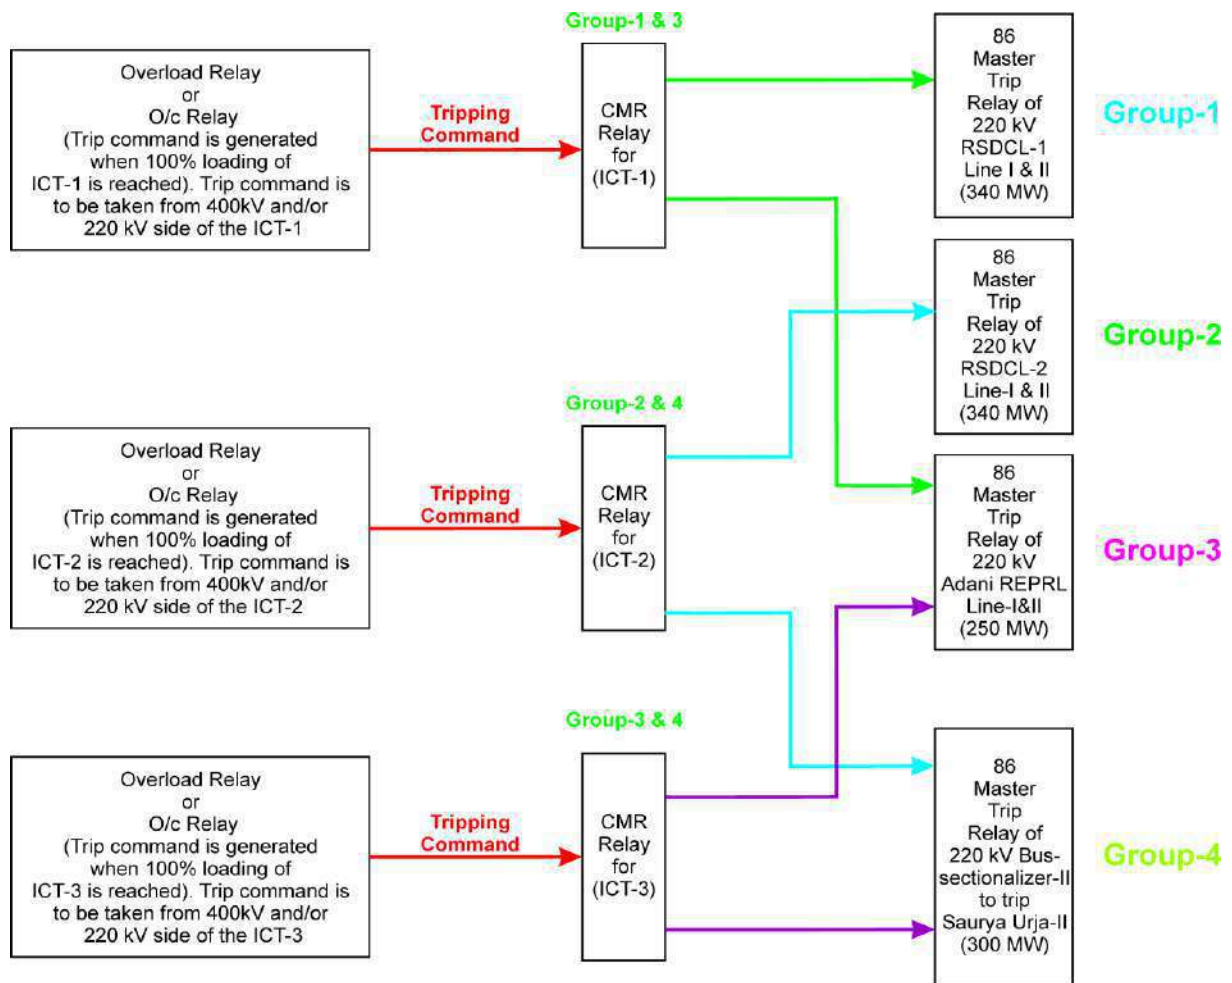 Group-1 & 3
Overload Relay
or
O/c Relay
(Trip command is generated
when 100% loading of
ICT-1 is reached). Trip command is
to be taken from 400kV and/or
220 kV side of the ICT-1
Tripping
Command
CMR
Relay
for
(ICT-1)
86
Master
Trip
Relay of
220 kV
RSDCL-1
Line I & II
(340 MW)
Group-1
86
Master
Trip
Relay of
220 kV
RSDCL-2
Line-I & II
(340 MW)
Group-2
Group-2 & 4
Overload Relay
or
O/c Relay
(Trip command is generated
when 100% loading of
ICT-2 is reached). Trip command is
to be taken from 400kV and/or
220 kV side of the ICT-2
Tripping
Command
CMR
Relay
for
(ICT-2)
86
Master
Trip
Relay of
220 kV
Adani REPRL
Line-I&II
(250 MW)
Group-3
Group-3 & 4
Overload Relay
or
O/c Relay
(Trip command is generated
when 100% loading of
ICT-3 is reached). Trip command is
to be taken from 400kV and/or
220 kV side of the ICT-3
Tripping
Command
CMR
Relay
for
(ICT-3)
86
Master
Trip
Relay of
220 kV Bus-
sectionalizer-II
to trip
Saurya Urja-II
(300 MW)
Group-4